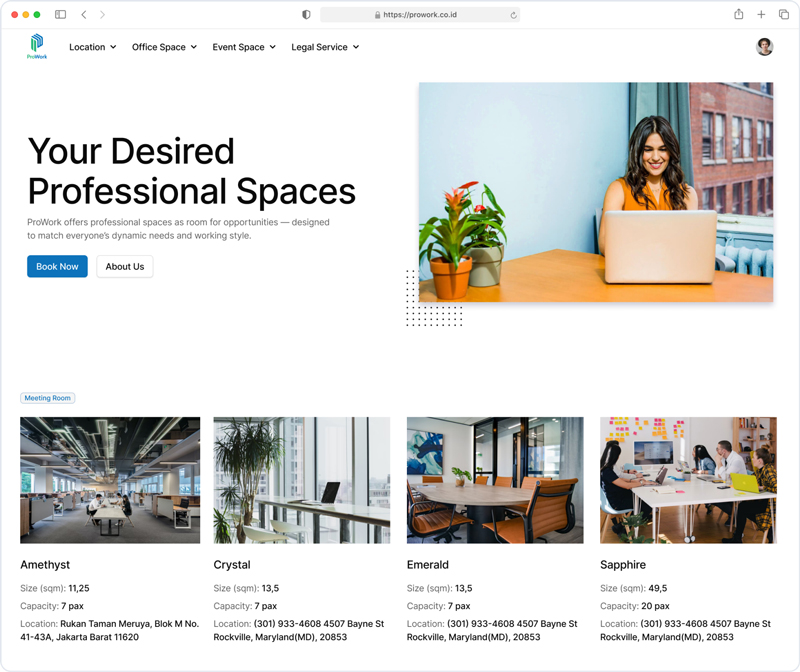 https://prowork.co.id
ProWork
Location
Office Space
Event Space
Legal Service
Your Desired
Professional Spaces
ProWork offers professional spaces as room for opportunities — designed
to match everyone's dynamic needs and working style.
Book Now
About Us
Meeting Room
Amethyst
Size (sqm): 11,25
Capacity: 7 pax
Location: Rukan Taman Meruya, Blok M No.
41-43A, Jakarta Barat 11620
Crystal
Size (sqm): 13,5
Capacity: 7 pax
Location: (301) 933-4608 4507 Bayne St
Rockville, Maryland(MD), 20853
Emerald
Size (sqm): 13,5
Capacity: 7 pax
Location: (301) 933-4608 4507 Bayne St
Rockville, Maryland(MD), 20853
Sapphire
Size (sqm): 49,5
Capacity: 20 pax
Location: (301) 933-4608 4507 Bayne St
Rockville, Maryland(MD), 20853